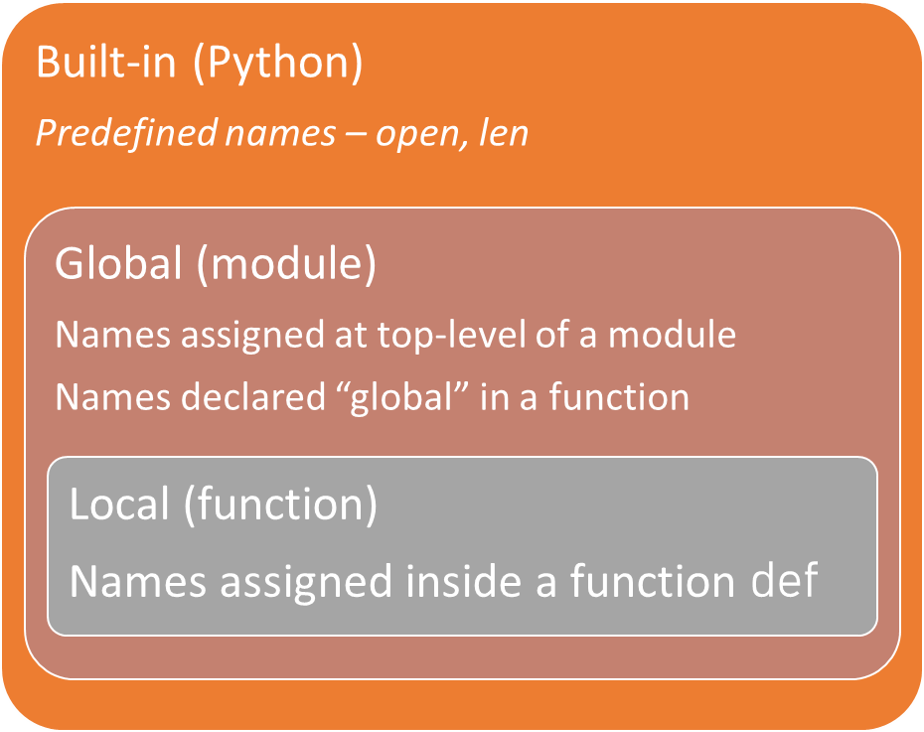 Built-in (Python)
Predefined names – open, len
Global (module)
Names assigned at top-level of a module
Names declared “global” in a function
Local (function)
Names assigned inside a function def